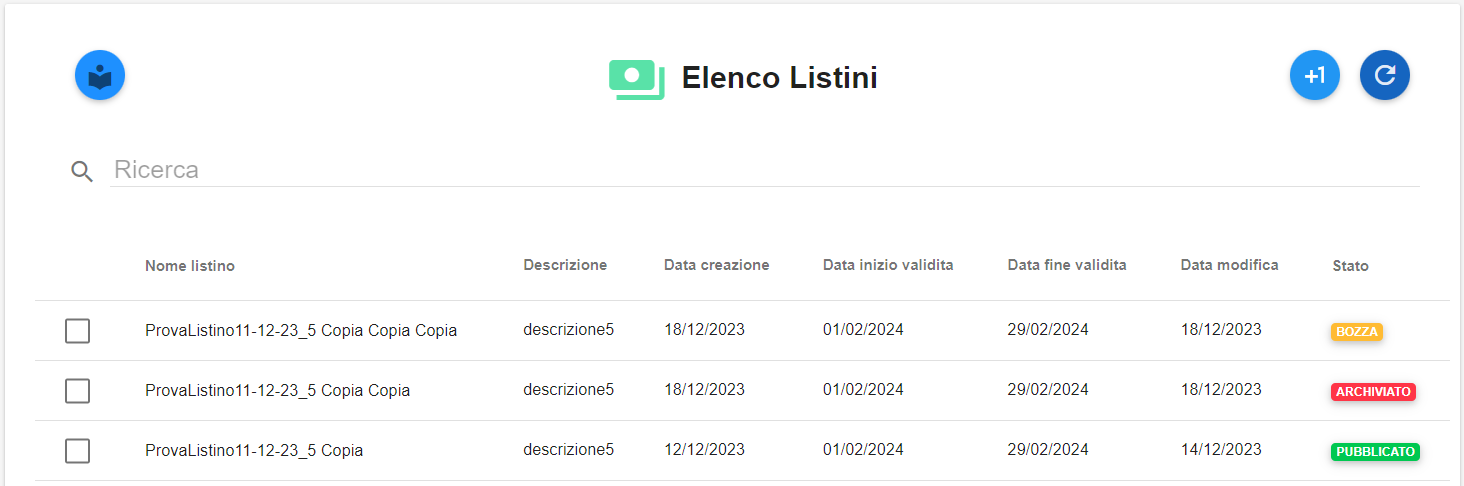 Elenco Listini
+1
Ricerca
Nome listino Descrizione Data creazione Data inizio validita Data fine validita Data modifica Stato
ProvaListino11-12-23_5 Copia Copia Copia descrizione5 18/12/2023 01/02/2024 29/02/2024 18/12/2023 BOZZA
ProvaListino11-12-23_5 Copia Copia descrizione5 18/12/2023 01/02/2024 29/02/2024 18/12/2023 ARCHIVIATO
ProvaListino11-12-23_5 Copia descrizione5 12/12/2023 01/02/2024 29/02/2024 14/12/2023 PUBBLICATO